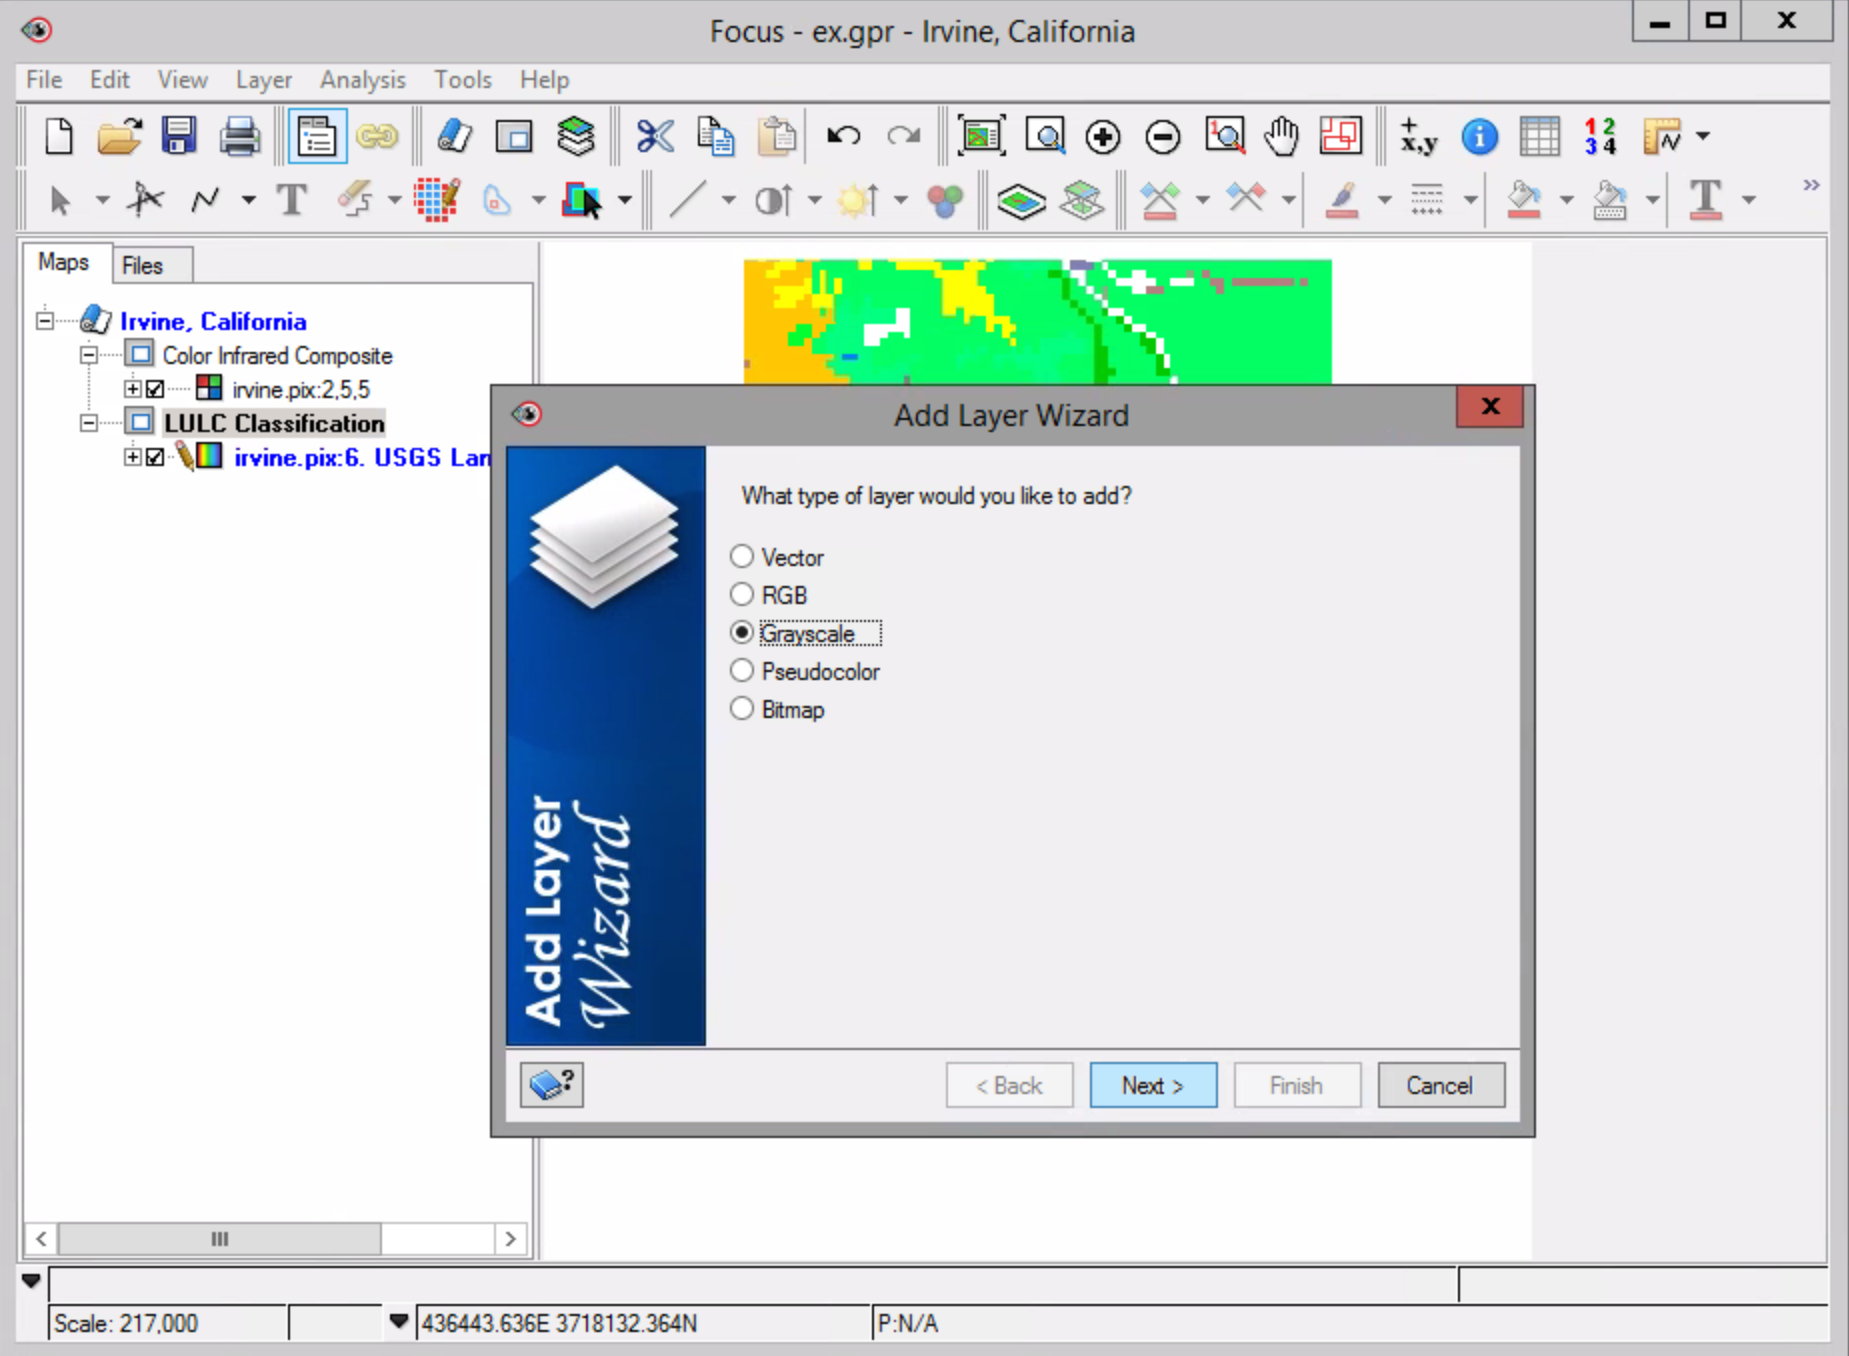 Focus - ex.gpr - Irvine, California
File Edit View Layer Analysis Tools Help
+
x,y
i
1 2
3 4
1
T
T
»
Maps Files
Irvine, California
Color Infrared Composite
irvine.pix:2,5,5
LULC Classification
irvine.pix:6. USGS Lan
Add Layer Wizard
X
What type of layer would you like to add?
Vector
RGB
Grayscale
Pseudocolor
Bitmap
Add Layer
Wizard
?
< Back Next > Finish Cancel
Scale: 217,000 436443.636E 3718132.364N P:N/A